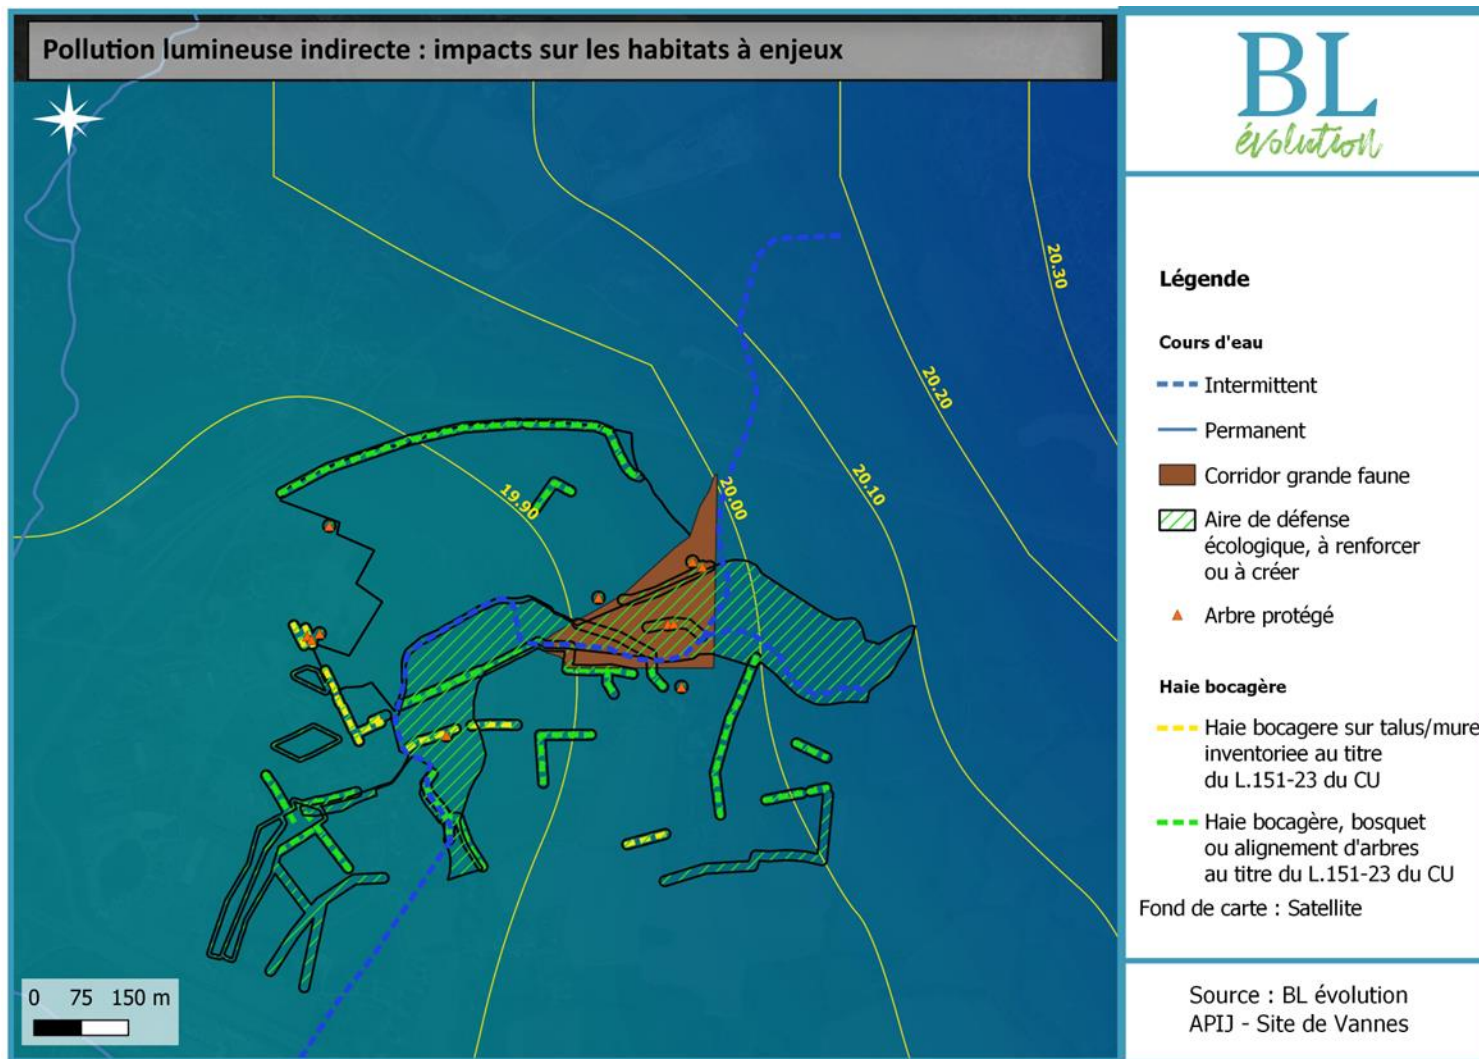 Pollution lumineuse indirecte : impacts sur les habitats à enjeux
BL
évolution
20.30
20.20
20.10
20.00
19.90
Légende
Cours d'eau
Intermittent
Permanent
Corridor grande faune
Aire de défense
écologique, à renforcer
ou à créer
Arbre protégé
Haie bocagère
Haie bocagere sur talus/mure
inventoriee au titre
du L.151-23 du CU
Haie bocagère, bosquet
ou alignement d'arbres
au titre du L.151-23 du CU
Fond de carte : Satellite
0 75 150 m
Source : BL évolution
APIJ - Site de Vannes